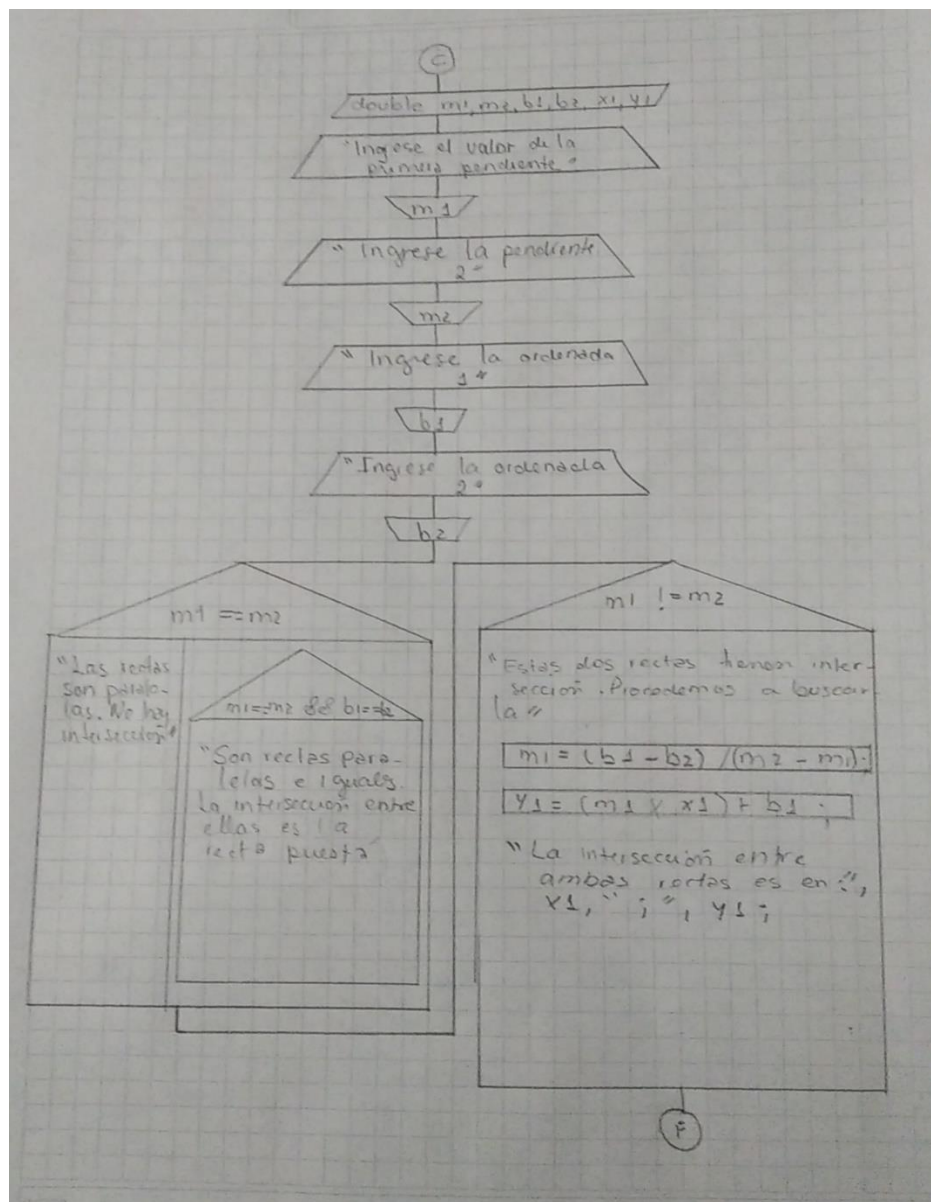 C
double m1, m2, b1, b2, x1, y1
"Ingese el valor de la
primera pendiente"
m1
"Ingrese la pendiente
2"
m2
"Ingrese la ordenada
1"
b1
"Ingrese la ordenada
2"
b2
m1 == m2
"Las rectas
son parale-
las. No hay
intersección"
m1==m2 && b1==
"Son rectas para-
lelas e iguales.
La intersección entre
ellas es la
recta puesta
m1 != m2
"Estas dos rectas tienen inter-
sección. Procedemos a buscar
la"
m1 = (b1 - b2) / (m2 - m1).
y1 = (m1 x x1) + b1 .
"La intersección entre
ambas rectas es en:",
x1, " ; ", y1;
F